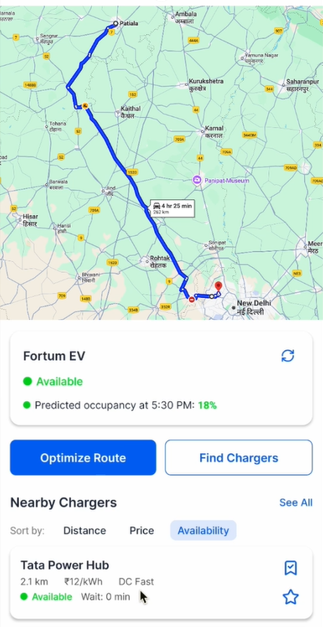 Patiala
Ambala
अम्बाला
Kurukshetra
कुरुक्षेत्र
Saharanpur
सहारनपुर
Kaithal
कैथल
Tohana
टोहाना
Karnal
करनाल
Panipat-Museum
4 hr 25 min
Hisar
हिसार
Rohtak
रोहतक
New Delhi
नई दिल्ली
Fortum EV
Available
Predicted occupancy at 5:30 PM: 18%
Optimize Route
Find Chargers
Nearby Chargers
See All
Sort by:
Distance
Price
Availability
Tata Power Hub
2.1 km ₹12/kWh DC Fast
Available Wait: 0 min